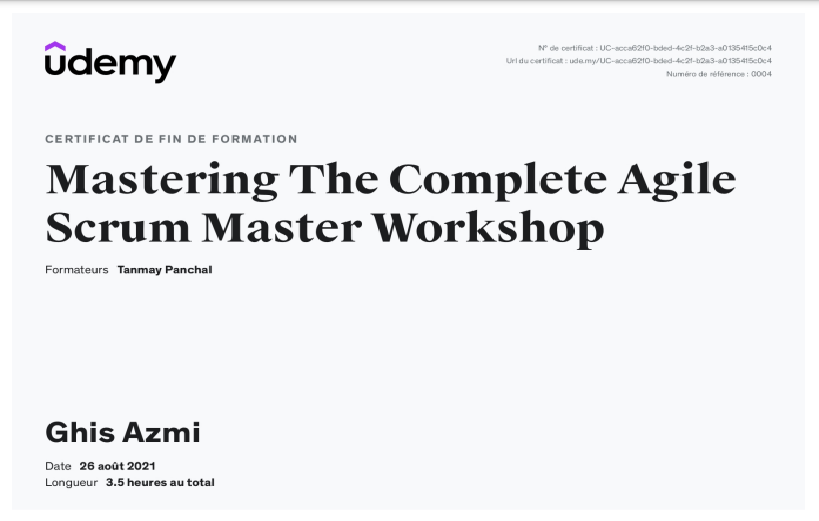 udemy
N° de certificat : UC-acca62f0-bded-4c2f-b2a3-a0135415c0c4
Url du certificat : ude.my/UC-acca62f0-bded-4c2f-b2a3-a0135415c0c4
Numéro de référence : 0004
CERTIFICAT DE FIN DE FORMATION
Mastering The Complete Agile
Scrum Master Workshop
Formateurs Tanmay Panchal
Ghis Azmi
Date 26 août 2021
Longueur 3.5 heures au total